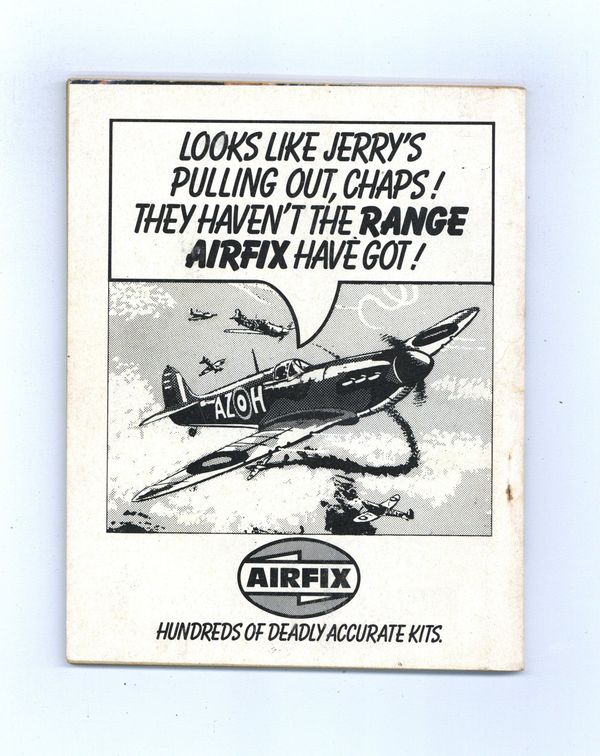 LOOKS LIKE JERRY'S
PULLING OUT, CHAPS!
THEY HAVEN'T THE RANGE
AIRFIX HAVE GOT!
AZ H
AIRFIX
HUNDREDS OF DEADLY ACCURATE KITS.